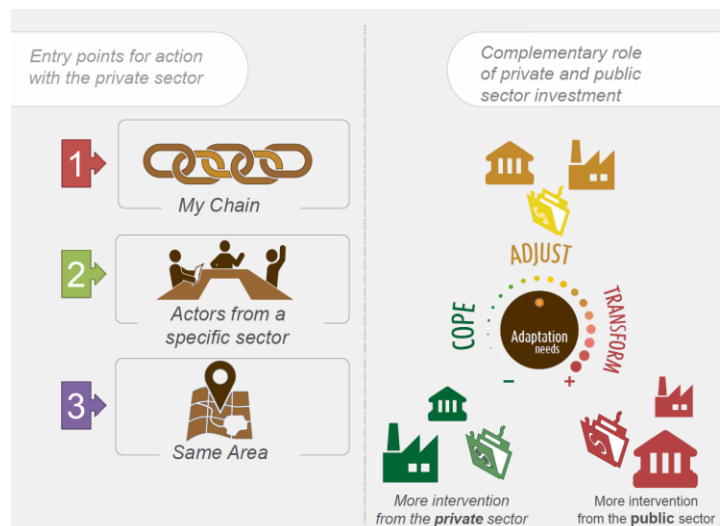 Entry points for action
with the private sector
1
My Chain
2
Actors from a
specific sector
3
Same Area
Complementary role
of private and public
sector investment
ADJUST
COPE
TRANSFORM
Adaptation
needs
– +
$
$
$
More intervention
from the private sector
More intervention
from the public sector